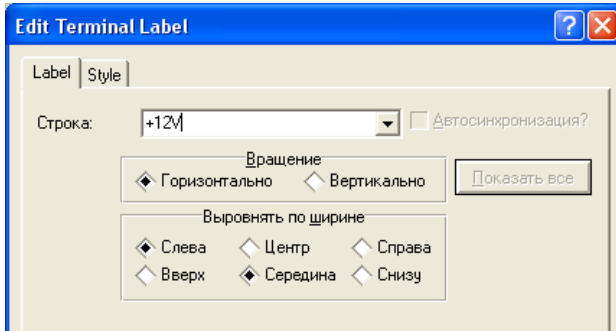 Edit Terminal Label
Label Style
Строка: +12V Автосинхронизация?
Вращение
Горизонтально Вертикально Показать все
Выровнять по ширине
Слева Центр Справа
Вверх Середина Снизу